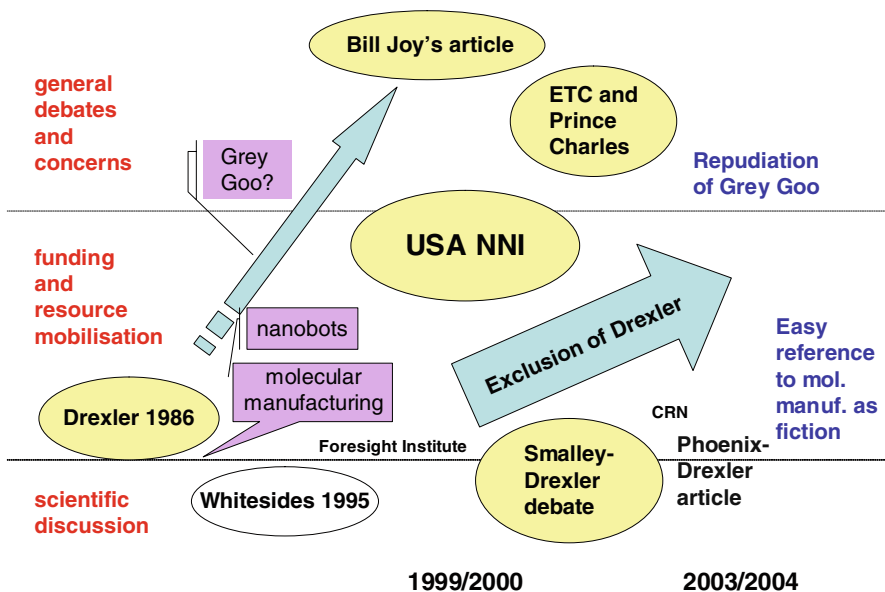 Bill Joy's article
general
debates
and
concerns
ETC and
Prince
Charles
Grey
Goo?
Repudiation
of Grey Goo
USA NNI
funding
and
resource
mobilisation
nanobots
Exclusion of Drexler
Easy
reference
to mol.
manuf. as
fiction
molecular
manufacturing
Drexler 1986
CRN
Foresight Institute
Smalley-
Drexler
debate
Phoenix-
Drexler
article
Whitesides 1995
scientific
discussion
1999/2000
2003/2004